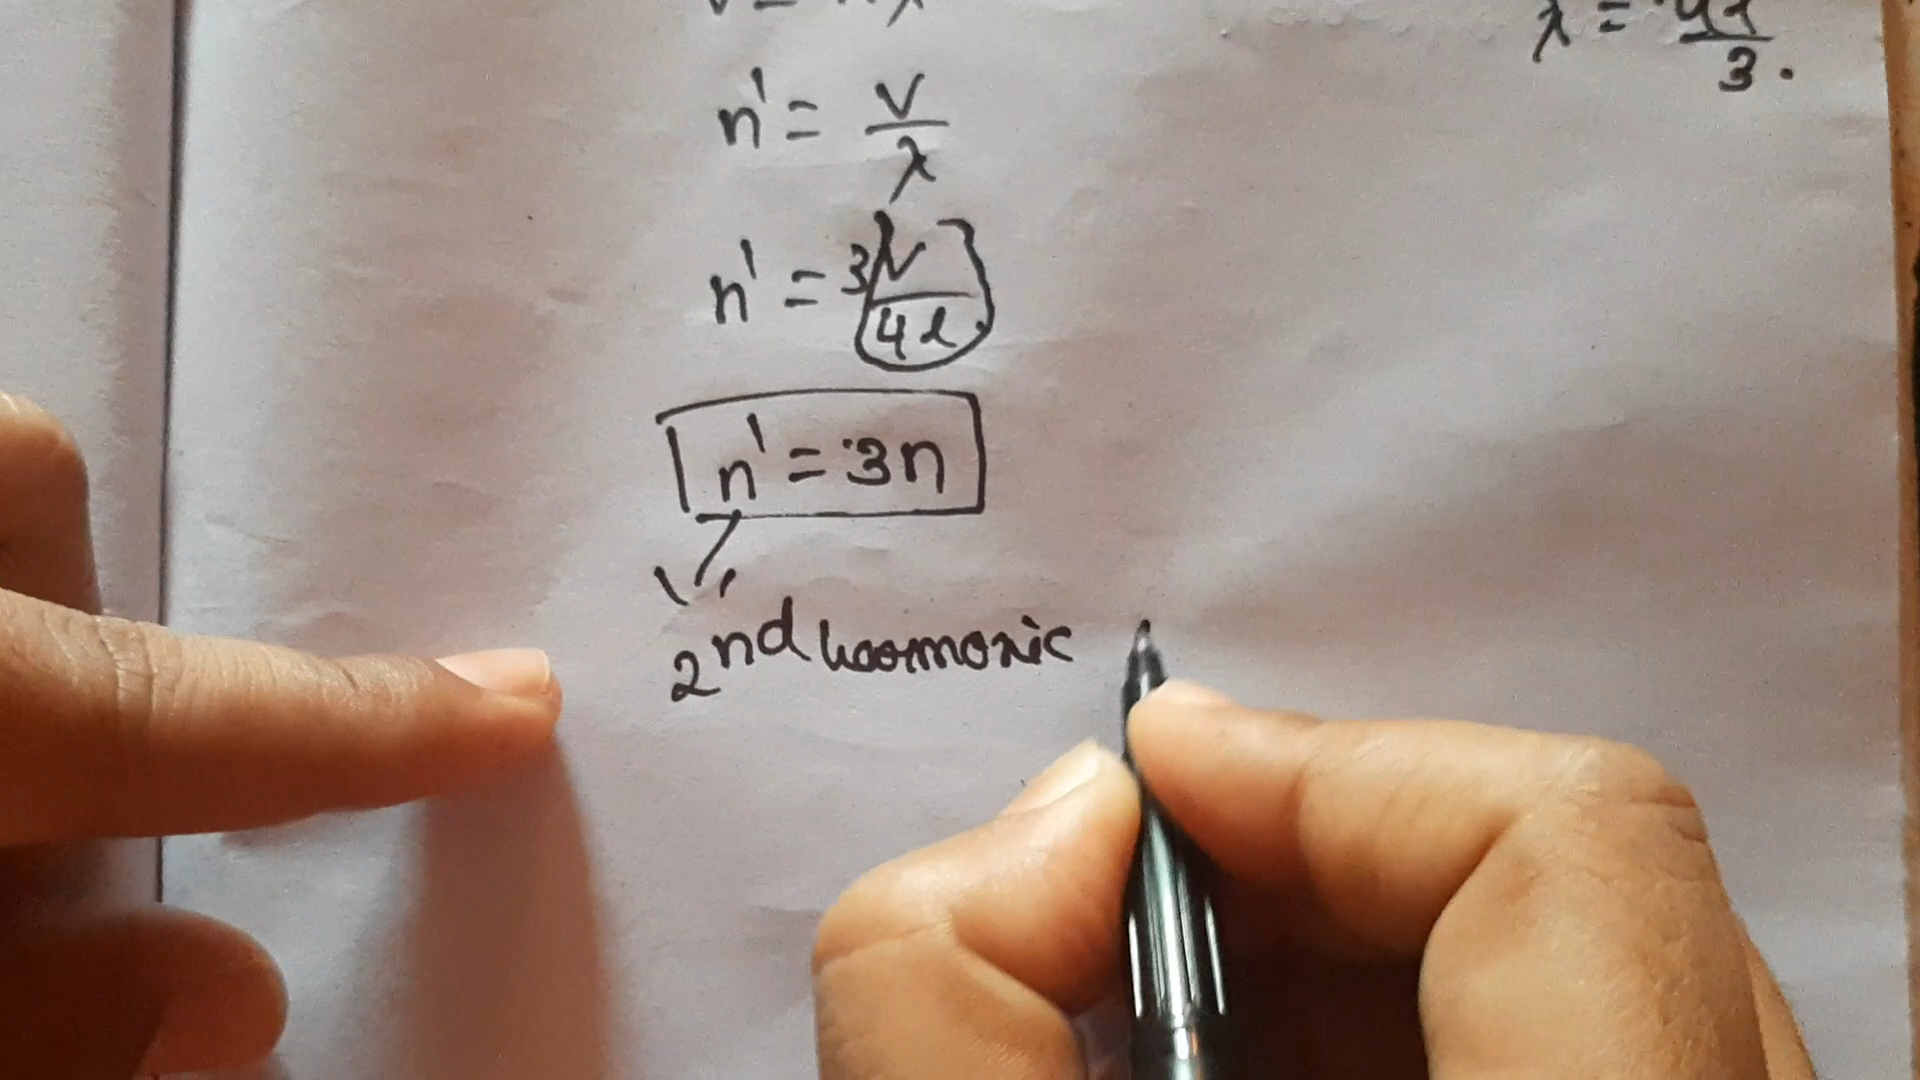 λ = 4l/3.
n' = v/λ
n' = 3v/4l
n' = 3n
2nd harmonic